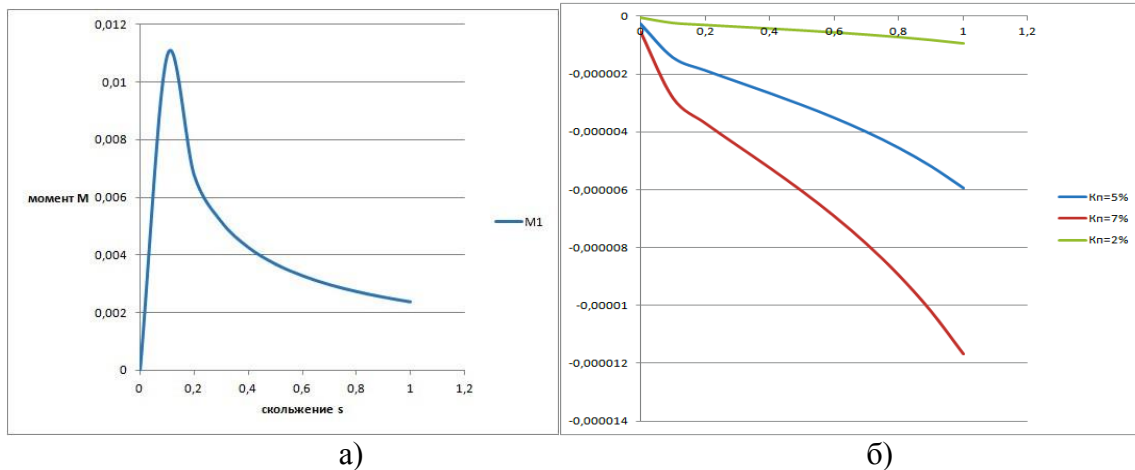 0,012
0,01
0,008
0,006
0,004
0,002
0
момент M
0 0,2 0,4 0,6 0,8 1 1,2
скольжение s
M1
а)
0
-0,000002
-0,000004
-0,000006
-0,000008
-0,00001
-0,000012
-0,000014
0 0,2 0,4 0,6 0,8 1 1,2
Кп=5%
Кп=7%
Кп=2%
б)